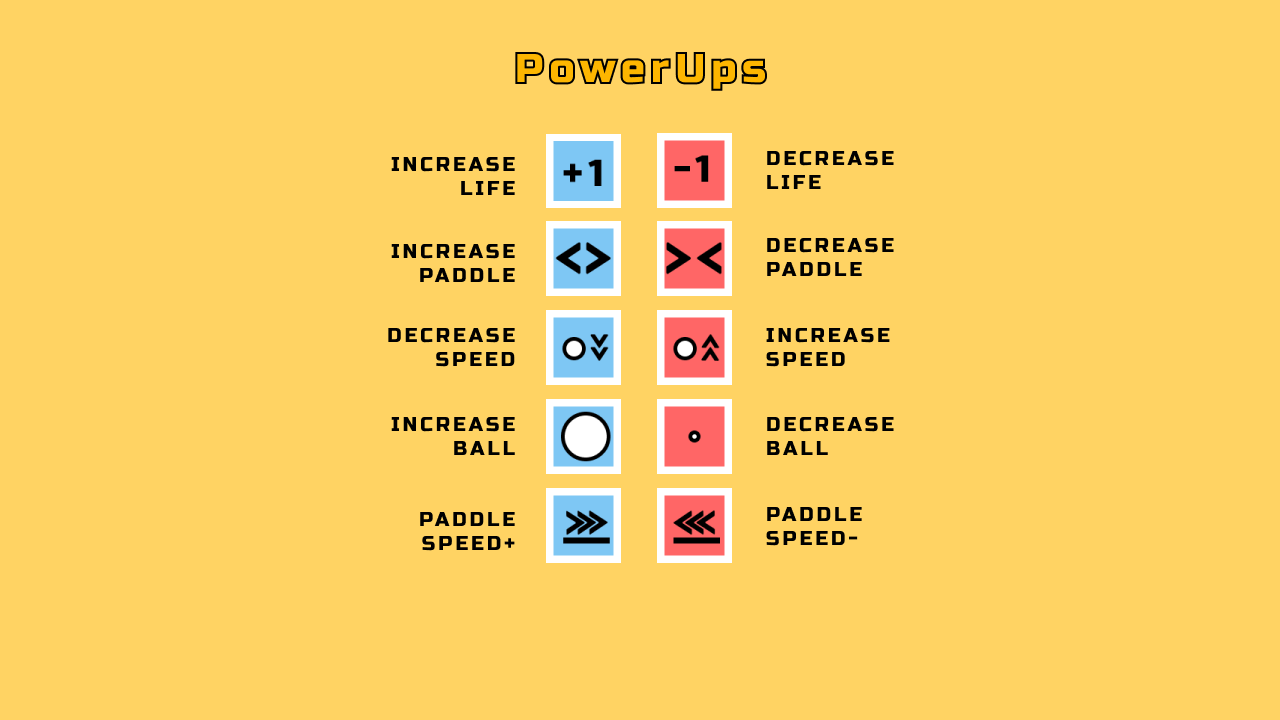 PowerUps
INCREASE
LIFE
+1
-1
DECREASE
LIFE
INCREASE
PADDLE
<>
><
DECREASE
PADDLE
DECREASE
SPEED
INCREASE
SPEED
INCREASE
BALL
DECREASE
BALL
PADDLE
SPEED+
PADDLE
SPEED-